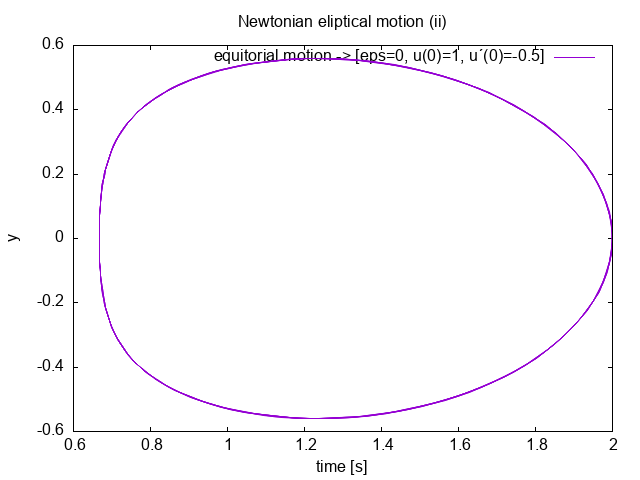 Newtonian eliptical motion (ii)
0.6
equitorial motion -> [eps=0, u(0)=1, u´(0)=-0.5]
0.4
0.2
0
-0.2
-0.4
-0.6
y
0.6 0.8 1 1.2 1.4 1.6 1.8 2
time [s]